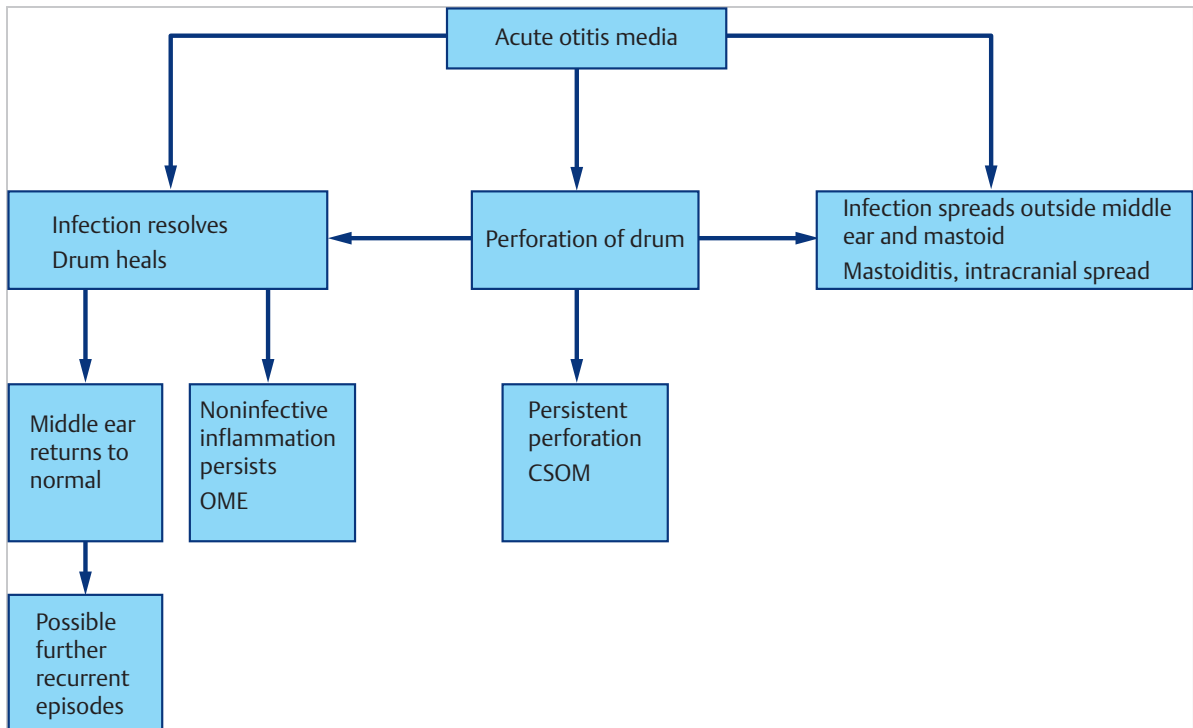 Acute otitis media
Infection resolves
Drum heals
Perforation of drum
Infection spreads outside middle
ear and mastoid
Mastoiditis, intracranial spread
Middle ear
returns to
normal
Noninfective
inflammation
persists
OME
Persistent
perforation
CSOM
Possible
further
recurrent
episodes